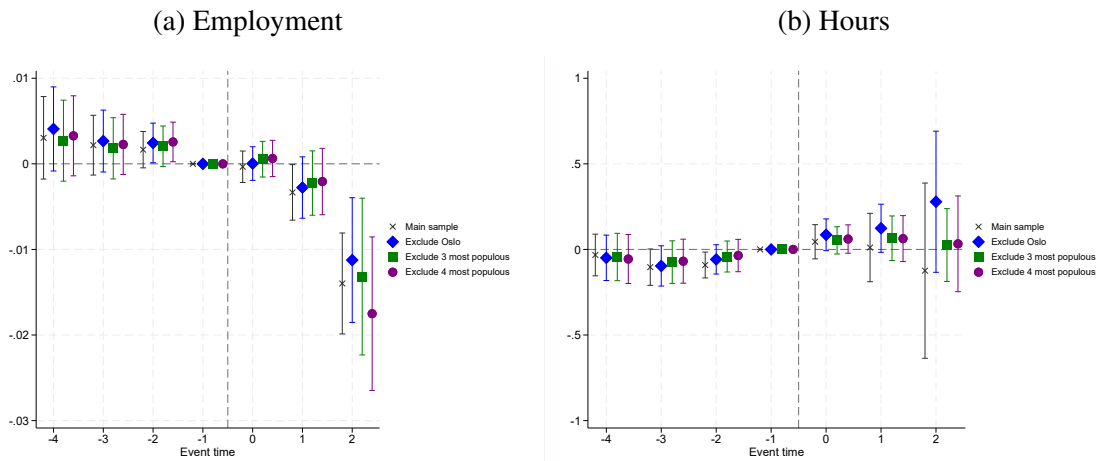 (a) Employment
.01
0
-.01
-.02
-.03
-4 -3 -2 -1 0 1 2
Event time
Main sample
Exclude Oslo
Exclude 3 most populous
Exclude 4 most populous
(b) Hours
1
.5
0
-.5
-1
-4 -3 -2 -1 0 1 2
Event time
Main sample
Exclude Oslo
Exclude 3 most populous
Exclude 4 most populous